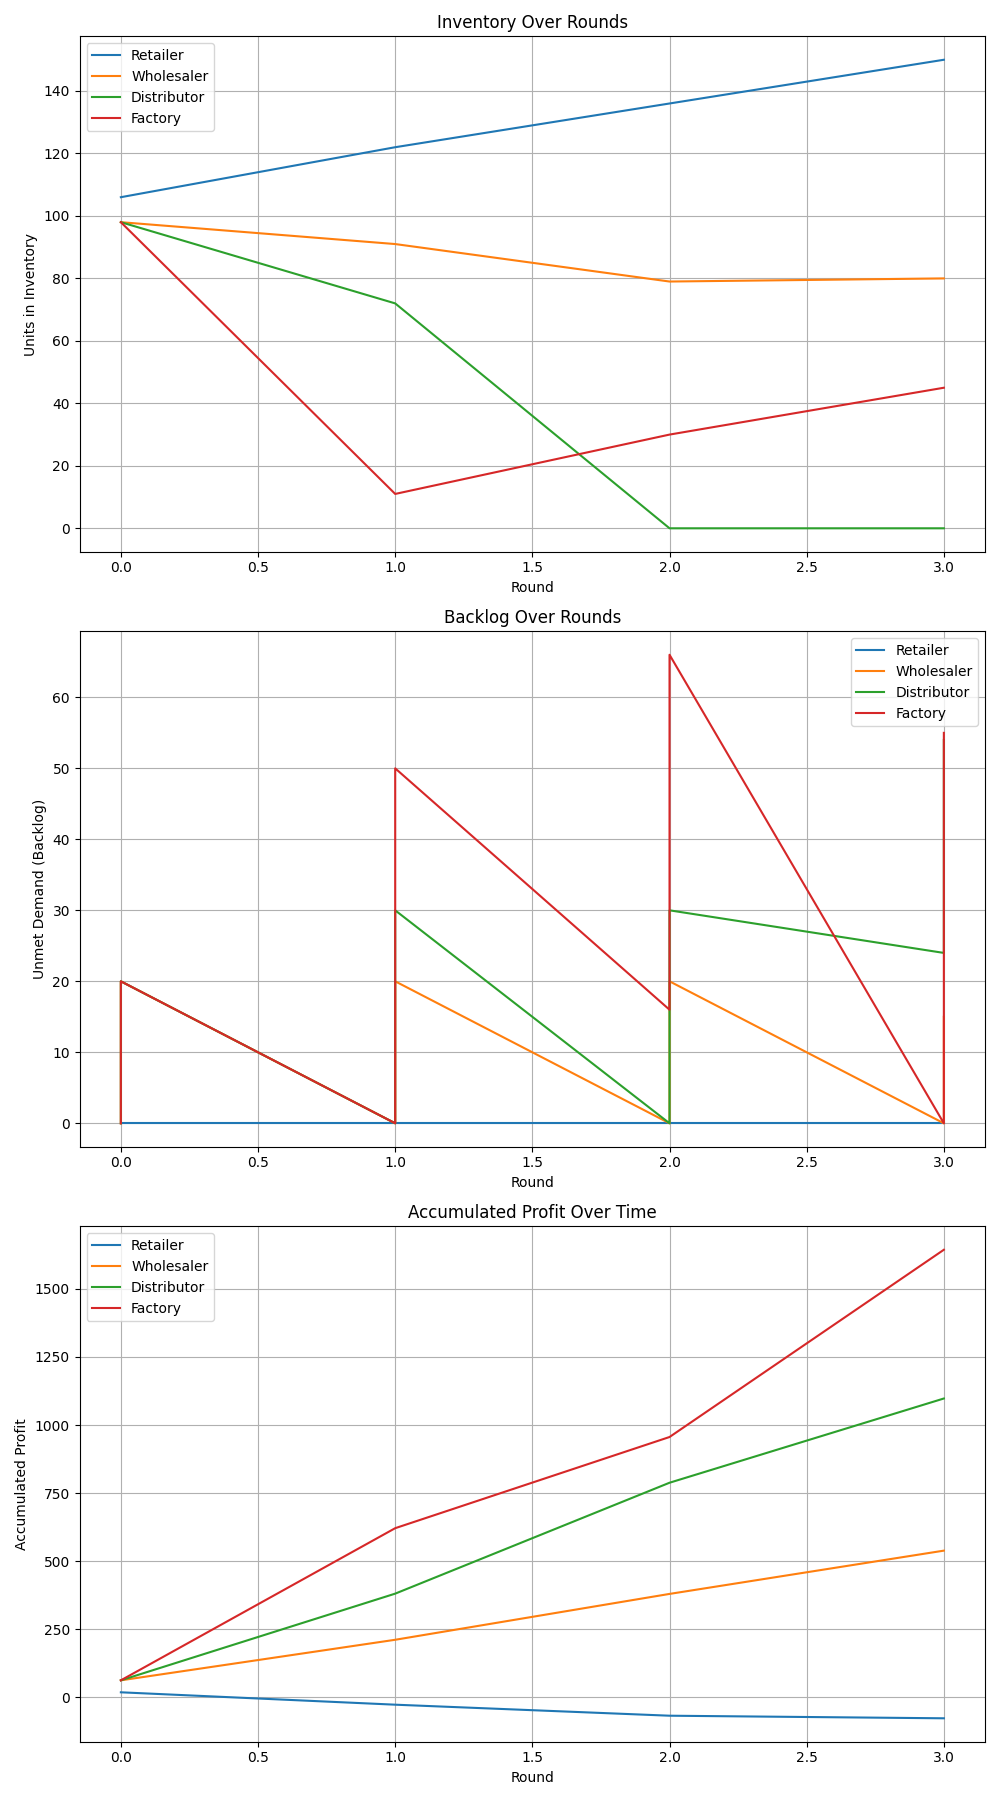 Inventory Over Rounds
Retailer
Wholesaler
Distributor
Factory
140
120
100
80
60
40
20
0
Units in Inventory
0.0 0.5 1.0 1.5 2.0 2.5 3.0
Round
Backlog Over Rounds
Retailer
Wholesaler
Distributor
Factory
60
50
40
30
20
10
0
Unmet Demand (Backlog)
0.0 0.5 1.0 1.5 2.0 2.5 3.0
Round
Accumulated Profit Over Time
Retailer
Wholesaler
Distributor
Factory
1500
1250
1000
750
500
250
0
Accumulated Profit
0.0 0.5 1.0 1.5 2.0 2.5 3.0
Round